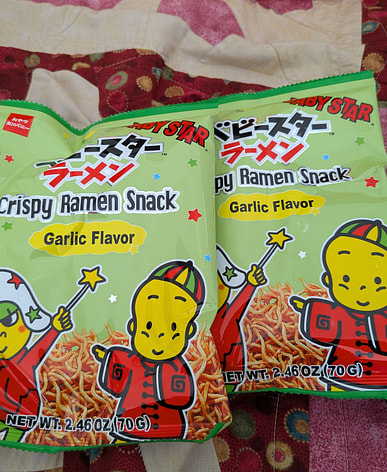 おやつ
カンパニー
BABY STAR
ベビースター
ラーメン
Crispy Ramen Snack
Garlic Flavor
NET WT. 2.46 OZ (70 G)
BY STAR
ベビースター
ラーメン
py Ramen Snack
Garlic Flavor
ET WT. 2.46 OZ (70 G)